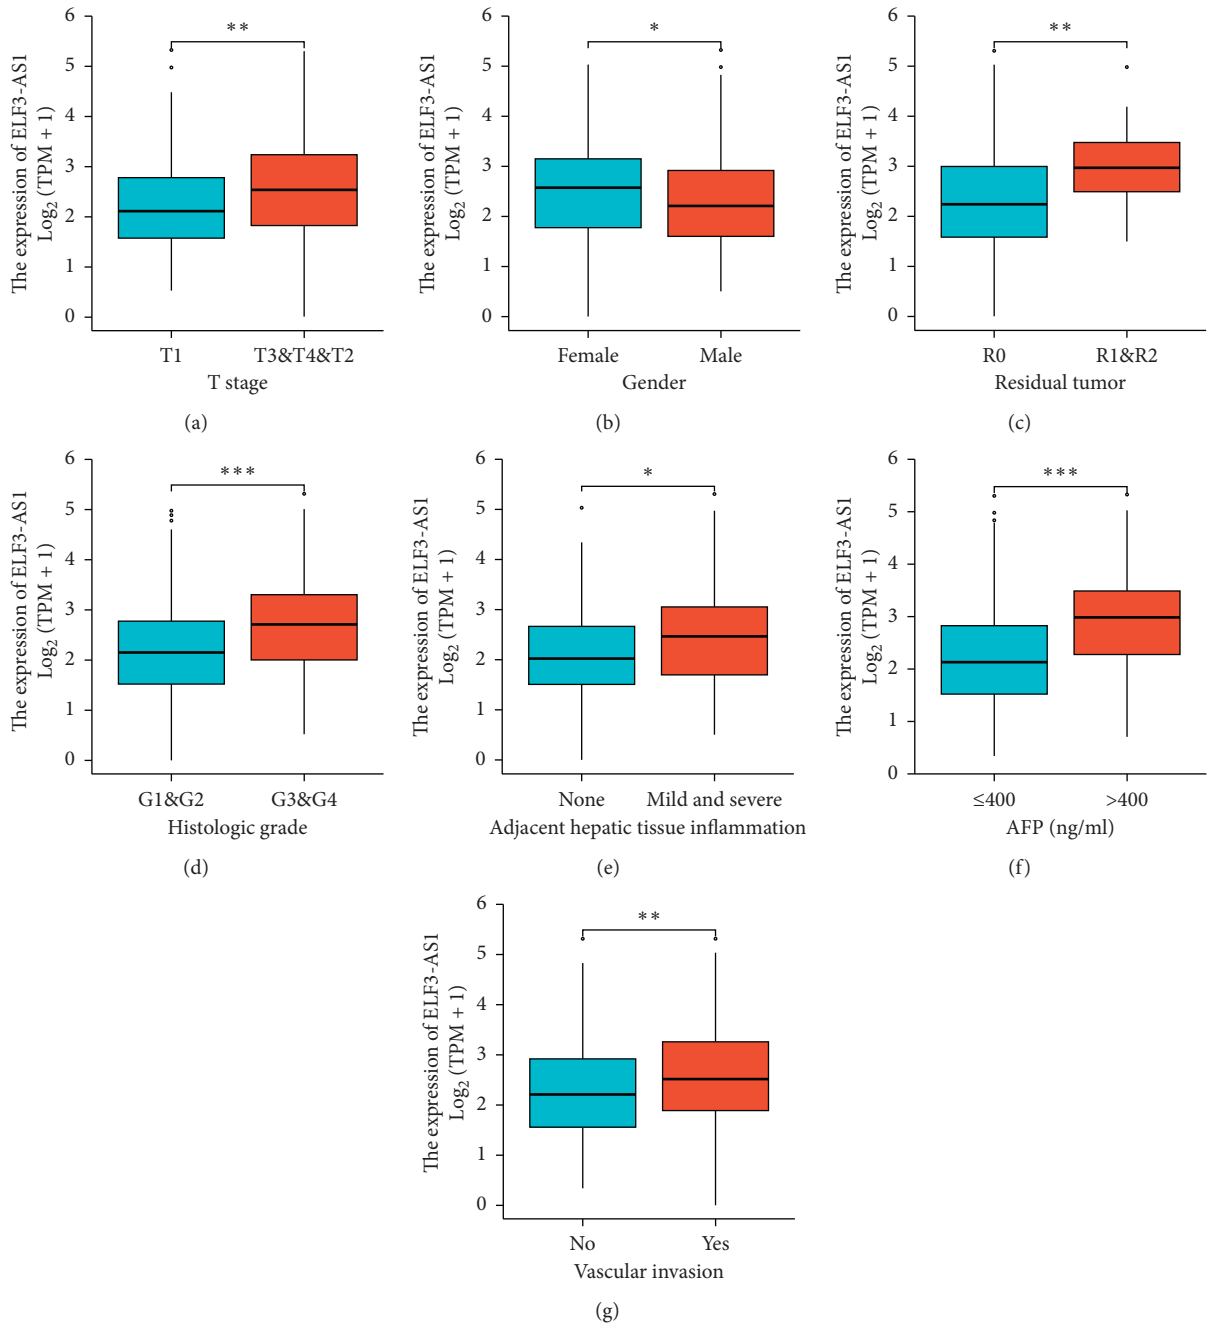 The expression of ELF3-AS1
Log₂ (TPM + 1)
6
5
4
3
2
1
0
**
T1
T3&T4&T2
T stage
(a)
The expression of ELF3-AS1
Log₂ (TPM + 1)
6
5
4
3
2
1
0
*
Female
Male
Gender
(b)
The expression of ELF3-AS1
Log₂ (TPM + 1)
6
5
4
3
2
1
0
**
R0
R1&R2
Residual tumor
(c)
The expression of ELF3-AS1
Log₂ (TPM + 1)
6
5
4
3
2
1
0
***
G1&G2
G3&G4
Histologic grade
(d)
The expression of ELF3-AS1
Log₂ (TPM + 1)
6
5
4
3
2
1
0
*
None
Mild and severe
Adjacent hepatic tissue inflammation
(e)
The expression of ELF3-AS1
Log₂ (TPM + 1)
6
5
4
3
2
1
0
***
≤400
>400
AFP (ng/ml)
(f)
The expression of ELF3-AS1
Log₂ (TPM + 1)
6
5
4
3
2
1
0
**
No
Yes
Vascular invasion
(g)